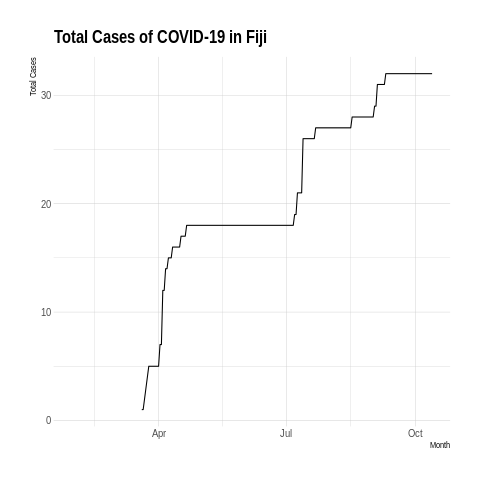 Total Cases of COVID-19 in Fiji
Total Cases
30
20
10
0
Apr
Jul
Oct
Month